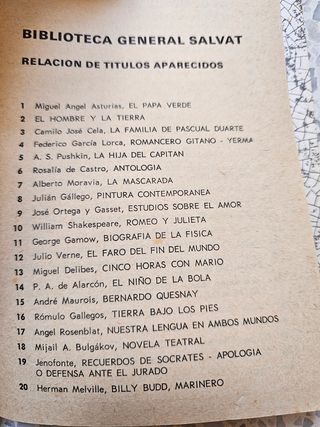 BIBLIOTECA GENERAL SALVAT
RELACION DE TITULOS APARECIDOS
1 Miguel Angel Asturias, EL PAPA VERDE
2 EL HOMBRE Y LA TIERRA
3 Camilo José Cela, LA FAMILIA DE PASCUAL DUARTE
4 Federico García Lorca, ROMANCERO GITANO - YERMA
5 A. S. Pushkin, LA HIJA DEL CAPITAN
6 Rosalía de Castro, ANTOLOGIA
7 Alberto Moravia, LA MASCARADA
8 Julián Gállego, PINTURA CONTEMPORANEA
9 José Ortega y Gasset, ESTUDIOS SOBRE EL AMOR
10 William Shakespeare, ROMEO Y JULIETA
11 George Gamow, BIOGRAFIA DE LA FISICA
12 Julio Verne, EL FARO DEL FIN DEL MUNDO
13 Miguel Delibes, CINCO HORAS CON MARIO
14 P. A. de Alarcón, EL NIÑO DE LA BOLA
15 André Maurois, BERNARDO QUESNAY
16 Rómulo Gallegos, TIERRA BAJO LOS PIES
17 Angel Rosenblat, NUESTRA LENGUA EN AMBOS MUNDOS
18 Mijail A. Bulgákov, NOVELA TEATRAL
19 Jenofonte, RECUERDOS DE SOCRATES - APOLOGIA
O DEFENSA ANTE EL JURADO
20 Herman Melville, BILLY BUDD, MARINERO